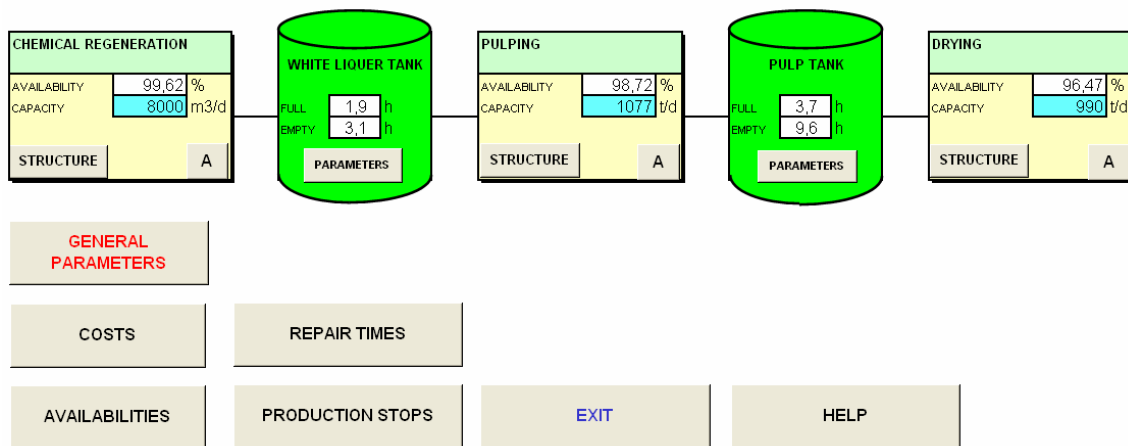 CHEMICAL REGENERATION
AVAILABILITY 99,62 %
CAPACITY 8000 m3/d
STRUCTURE A
WHITE LIQUER TANK
FULL 1,9 h
EMPTY 3,1 h
PARAMETERS
PULPING
AVAILABILITY 98,72 %
CAPACITY 1077 t/d
STRUCTURE A
PULP TANK
FULL 3,7 h
EMPTY 9,6 h
PARAMETERS
DRYING
AVAILABILITY 96,47 %
CAPACITY 990 t/d
STRUCTURE A
GENERAL
PARAMETERS
COSTS
REPAIR TIMES
AVAILABILITIES
PRODUCTION STOPS
EXIT
HELP